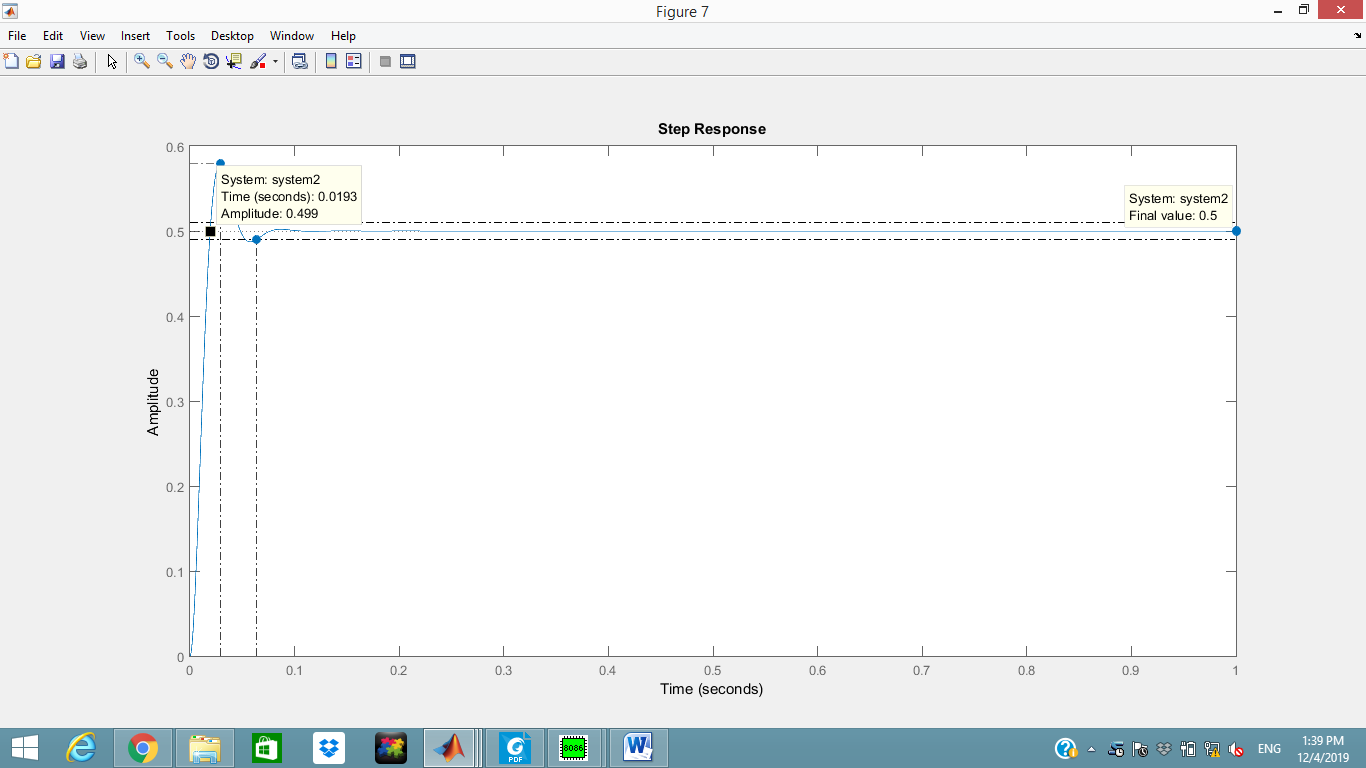 Figure 7
File Edit View Insert Tools Desktop Window Help
Step Response
0.6
System: system2
Time (seconds): 0.0193
Amplitude: 0.499
System: system2
Final value: 0.5
0.5
0.4
0.3
0.2
0.1
0
Amplitude
0 0.1 0.2 0.3 0.4 0.5 0.6 0.7 0.8 0.9 1
Time (seconds)
PDF
8086
W
ENG
1:39 PM
12/4/2019